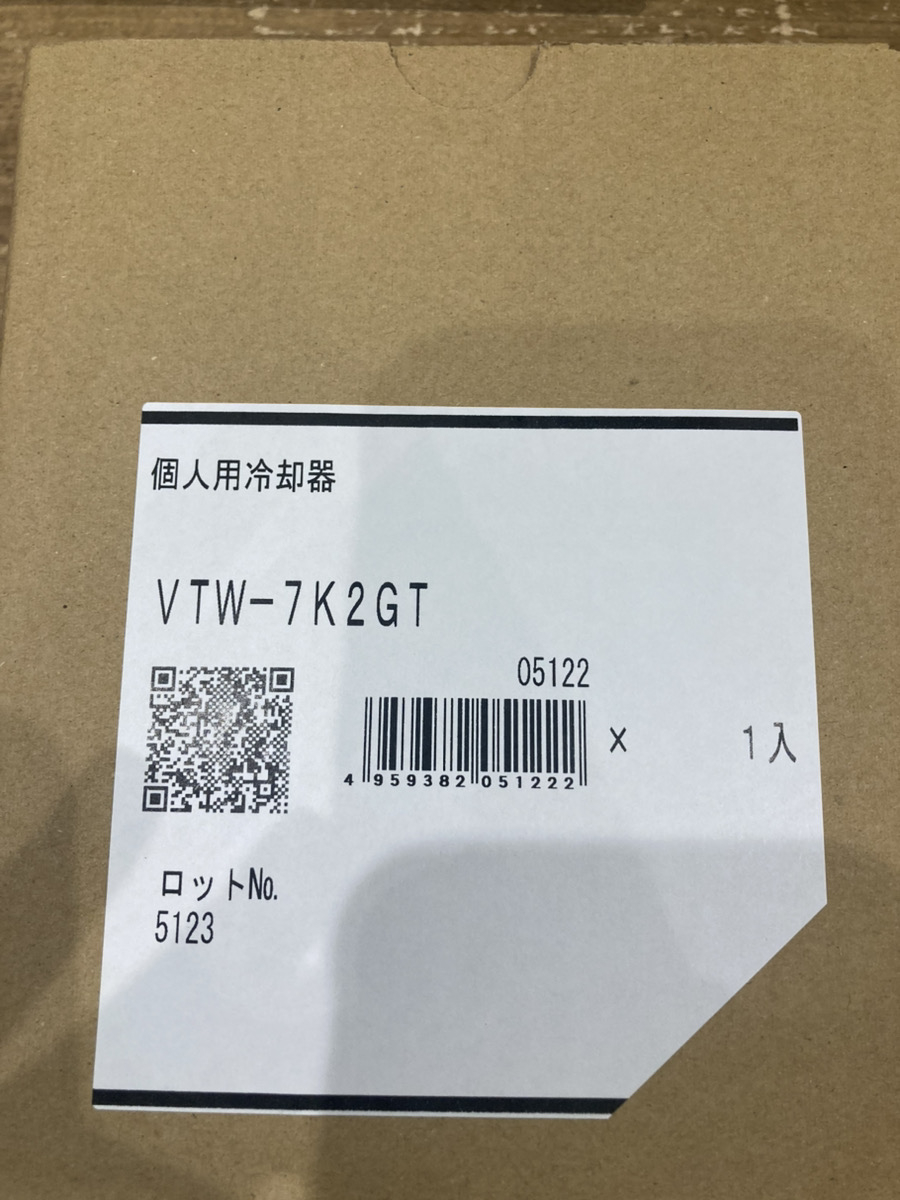 個人用冷却器
VTW-7K2GT
05122
4 959382 051222
× 1入
ロットNo.
5123